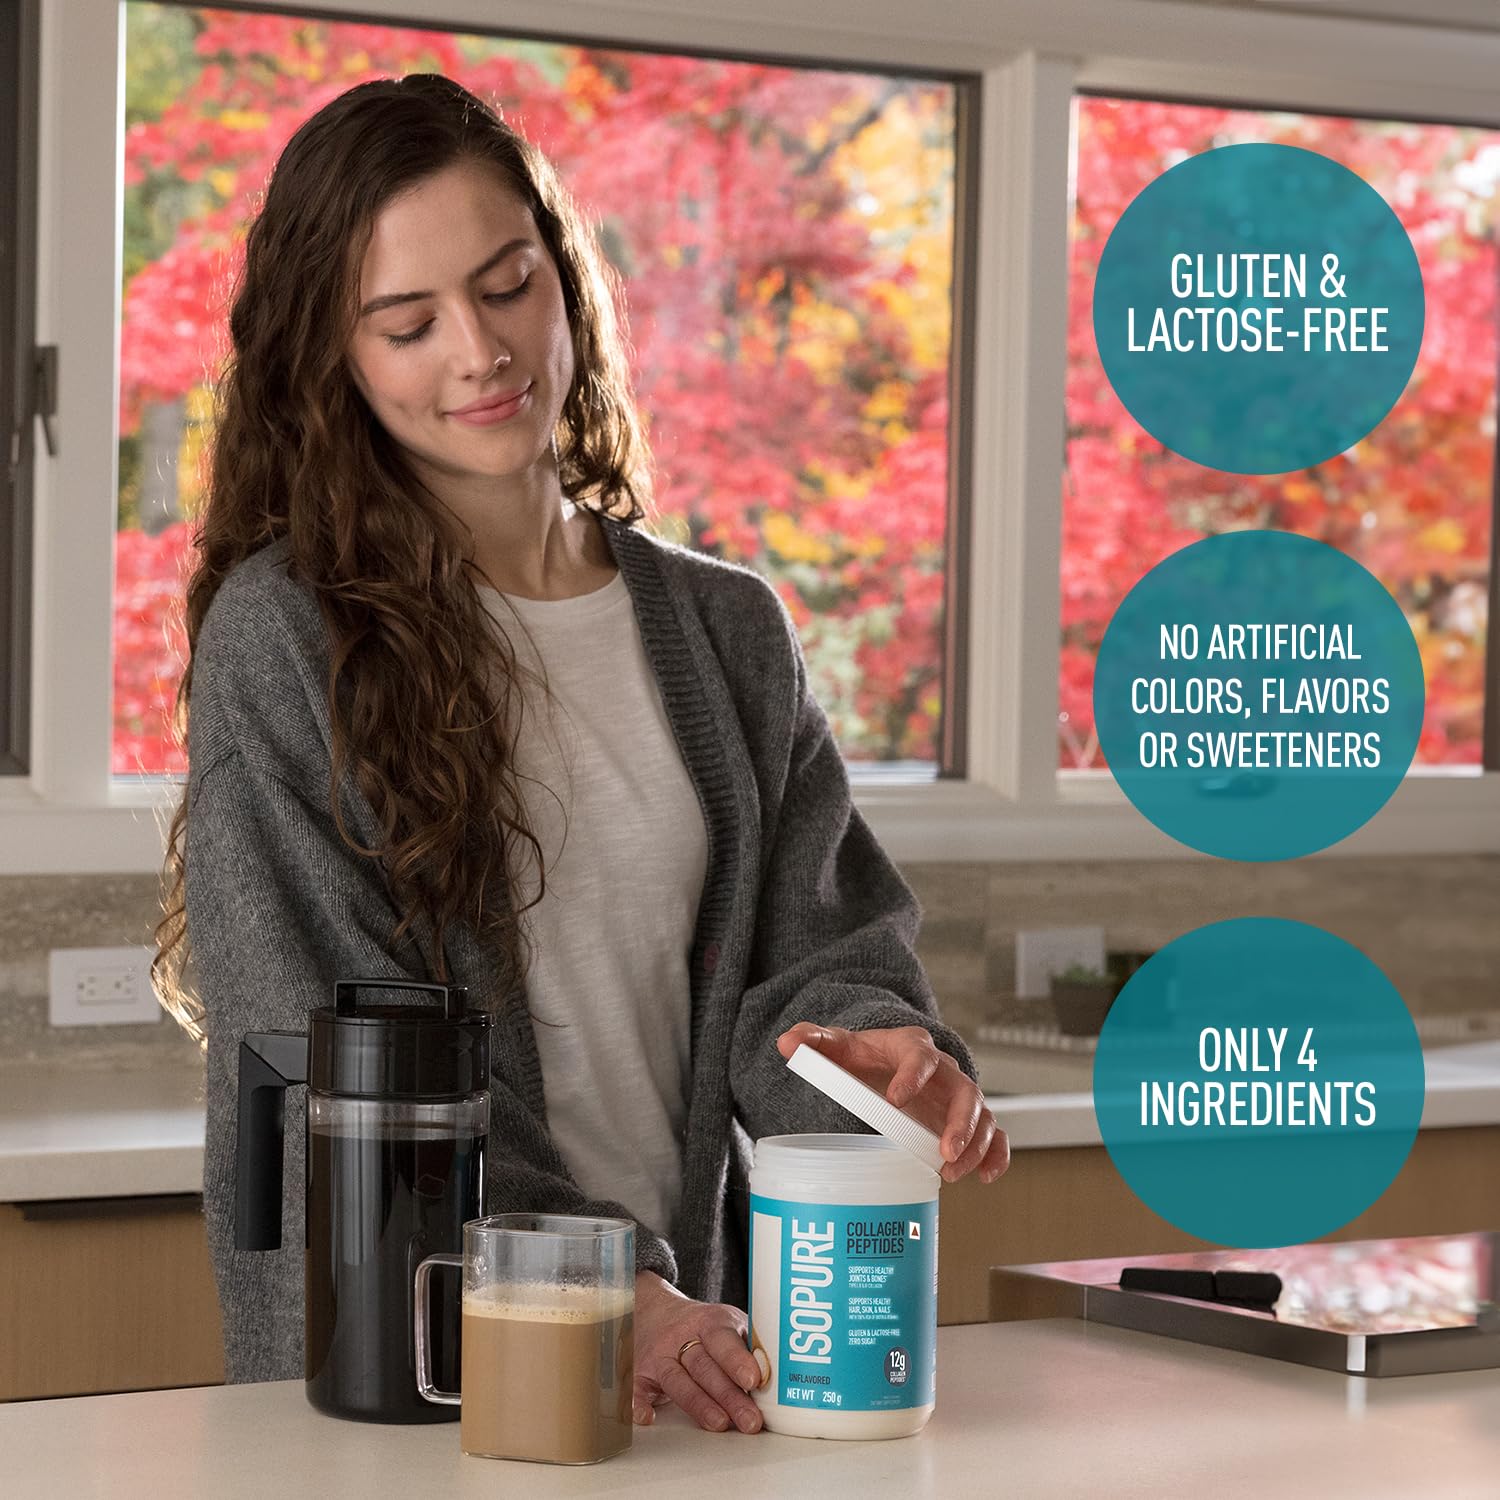 GLUTEN &
LACTOSE-FREE
NO ARTIFICIAL
COLORS, FLAVORS
OR SWEETENERS
ONLY 4
INGREDIENTS
ISOPURE
COLLAGEN
PEPTIDES
SUPPORTS HEALTHY
JOINTS & BONES
SUPPORTS HEALTHY
HAIR, SKIN, & NAILS
GLUTEN & LACTOSE-FREE
ZERO SUGAR
12g
COLLAGEN
PEPTIDES
UNFLAVORED
NET WT 250 g